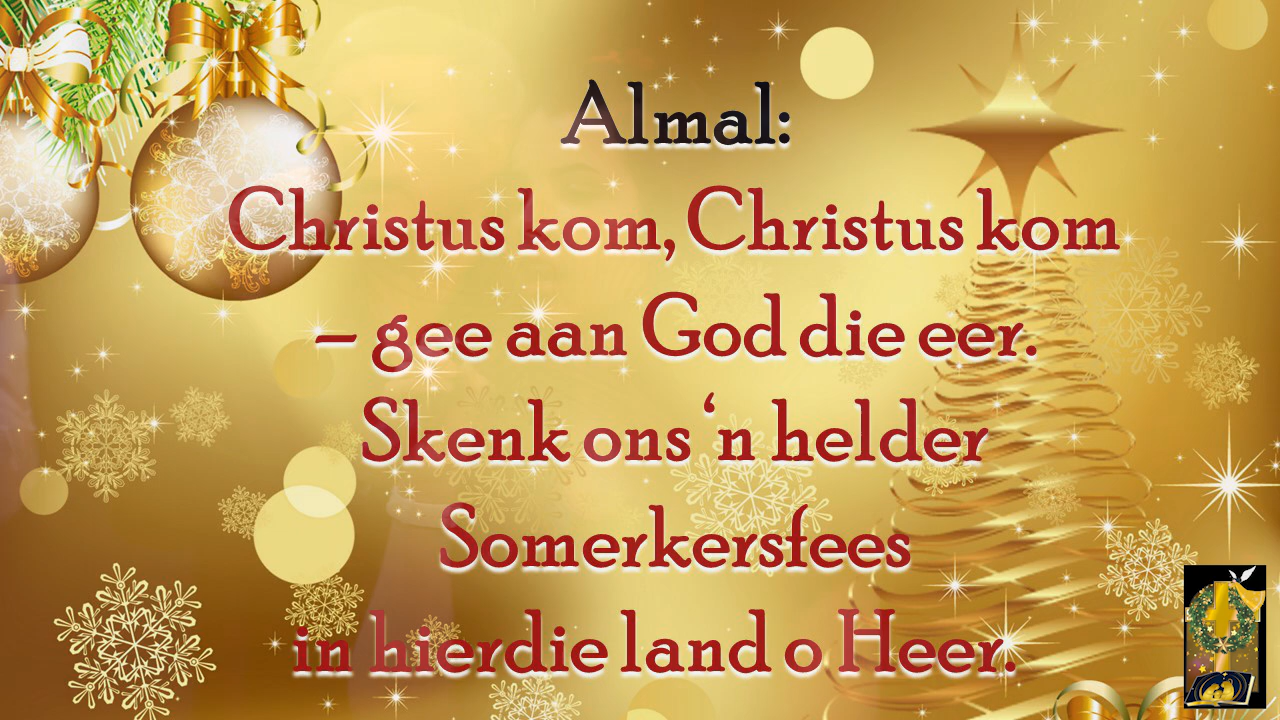 Almal:
Christus kom, Christus kom
– gee aan God die eer.
Skenk ons ‘n helder
Somerkersfees
in hierdie land o Heer.